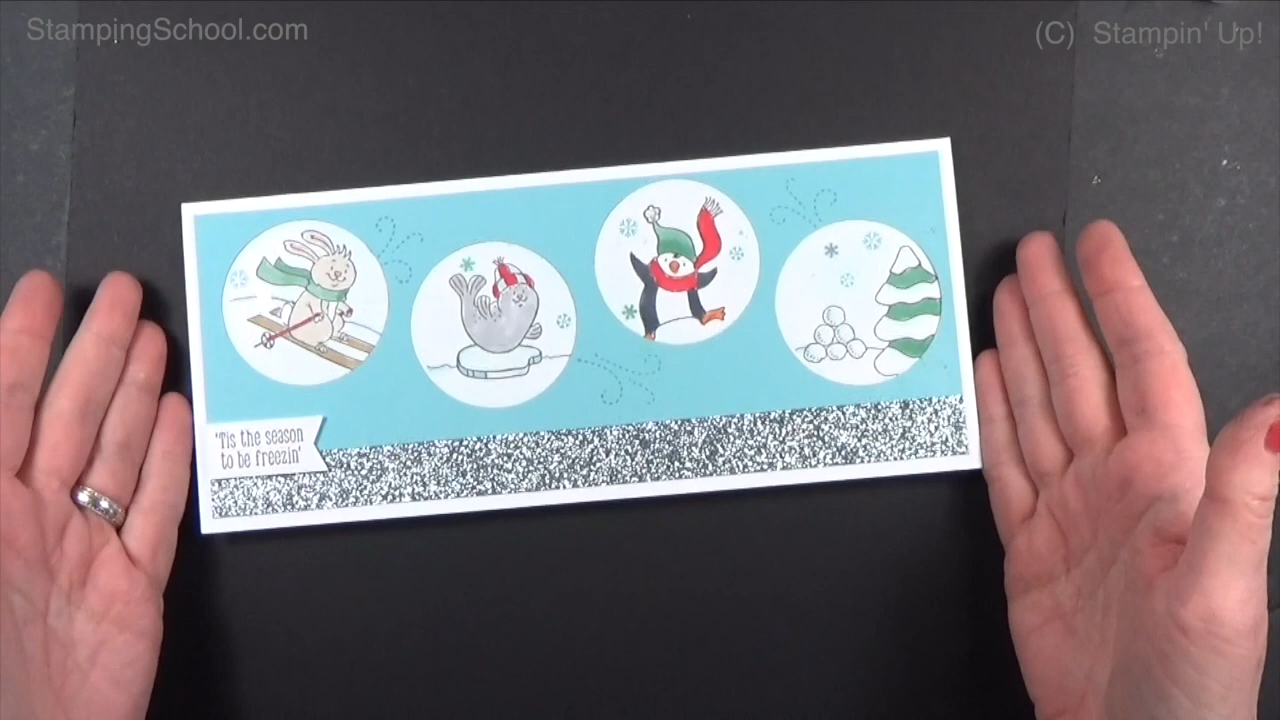 StampingSchool.com
(C) Stampin' Up!
'Tis the season
to be freezin'